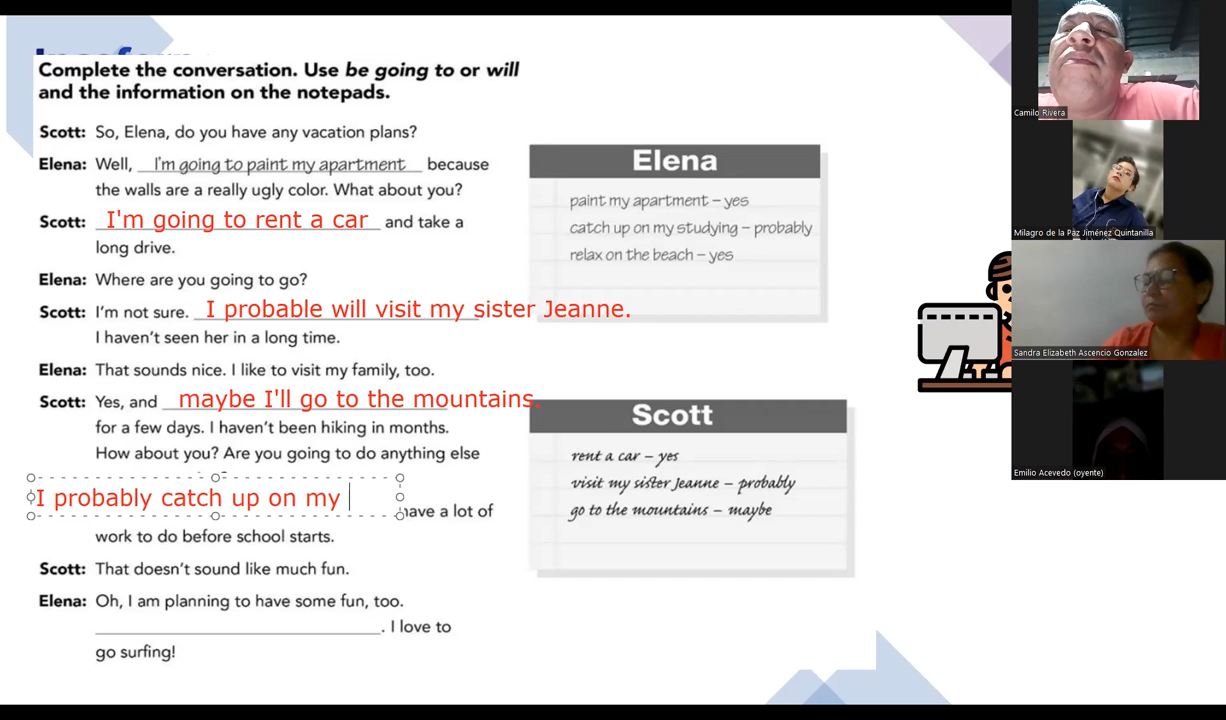 Complete the conversation. Use be going to or will
and the information on the notepads.
Scott: So, Elena, do you have any vacation plans?
Elena: Well, I'm going to paint my apartment because
the walls are a really ugly color. What about you?
Scott: I'm going to rent a car and take a
long drive.
Elena: Where are you going to go?
Scott: I'm not sure. I probable will visit my sister Jeanne.
I haven't seen her in a long time.
Elena: That sounds nice. I like to visit my family, too.
Scott: Yes, and maybe I'll go to the mountains.
for a few days. I haven't been hiking in months.
How about you? Are you going to do anything else
I probably catch up on my
have a lot of
work to do before school starts.
Scott: That doesn't sound like much fun.
Elena: Oh, I am planning to have some fun, too.
. I love to
go surfing!
Elena
paint my apartment – yes
catch up on my studying – probably
relax on the beach – yes
Scott
rent a car – yes
visit my sister Jeanne – probably
go to the mountains – maybe
Camilo Rivera
Milagro de la Paz Jiménez Quintanilla
Sandra Elizabeth Ascencio Gonzalez
Emilio Acevedo (oyente)